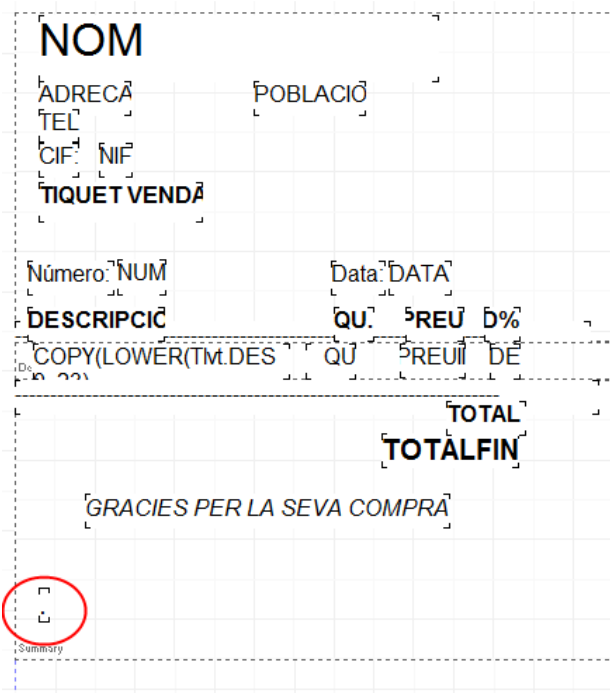 NOM
ADRECA POBLACIO
TEL
CIF: NIF
TIQUET VENDA
Número: NUM Data: DATA
DESCRIPCIO QU. PREU D%
COPY(LOWER(Tlvt.DES QU PREUII DE
TOTAL
TOTALFIN
GRACIES PER LA SEVA COMPRA
.
Summary